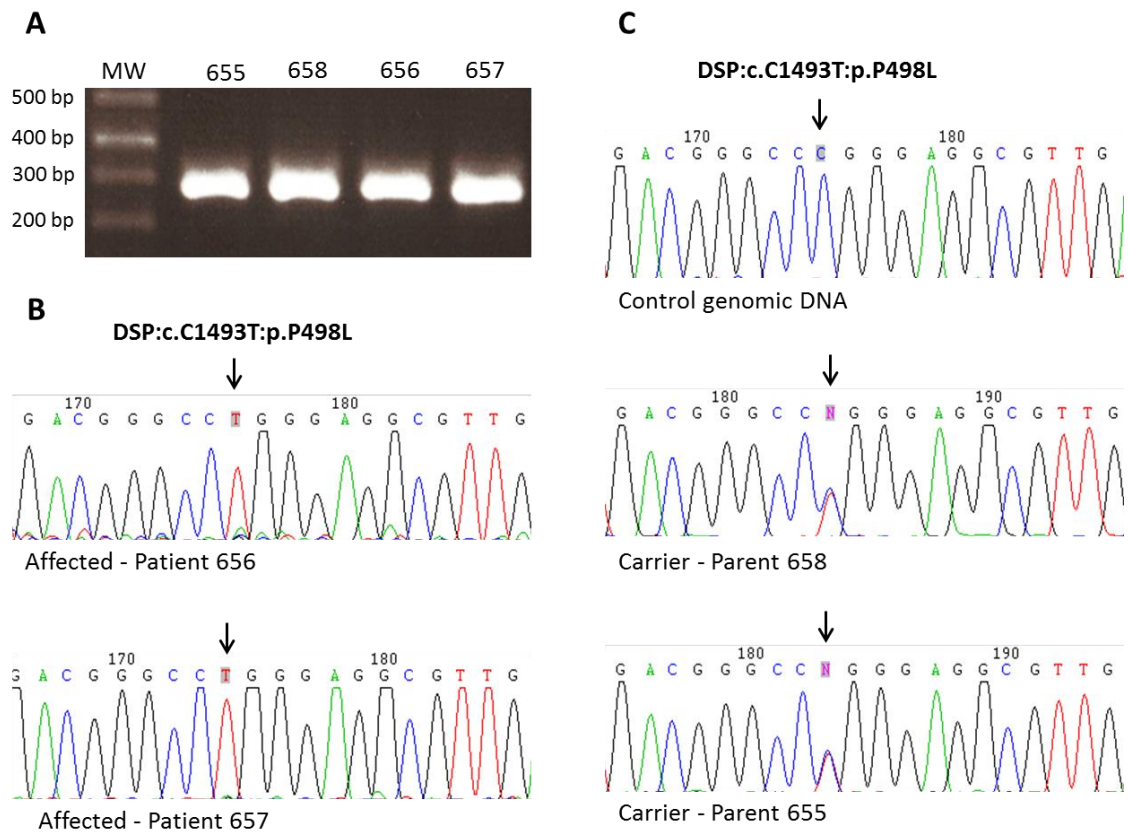 A
MW 655 658 656 657
500 bp
400 bp
300 bp
200 bp
B
DSP:c.C1493T:p.P498L
170 180
G A C G G G C C T G G G A G G C G T T G
Affected - Patient 656
170 180
G A C G G G C C T G G G A G G C G T T G
Affected - Patient 657
C
DSP:c.C1493T:p.P498L
170 180
G A C G G G C C C G G G A G G C G T T G
Control genomic DNA
180 190
G A C G G G C C N G G G A G G C G T T G
Carrier - Parent 658
180 190
G A C G G G C C N G G G A G G C G T T G
Carrier - Parent 655